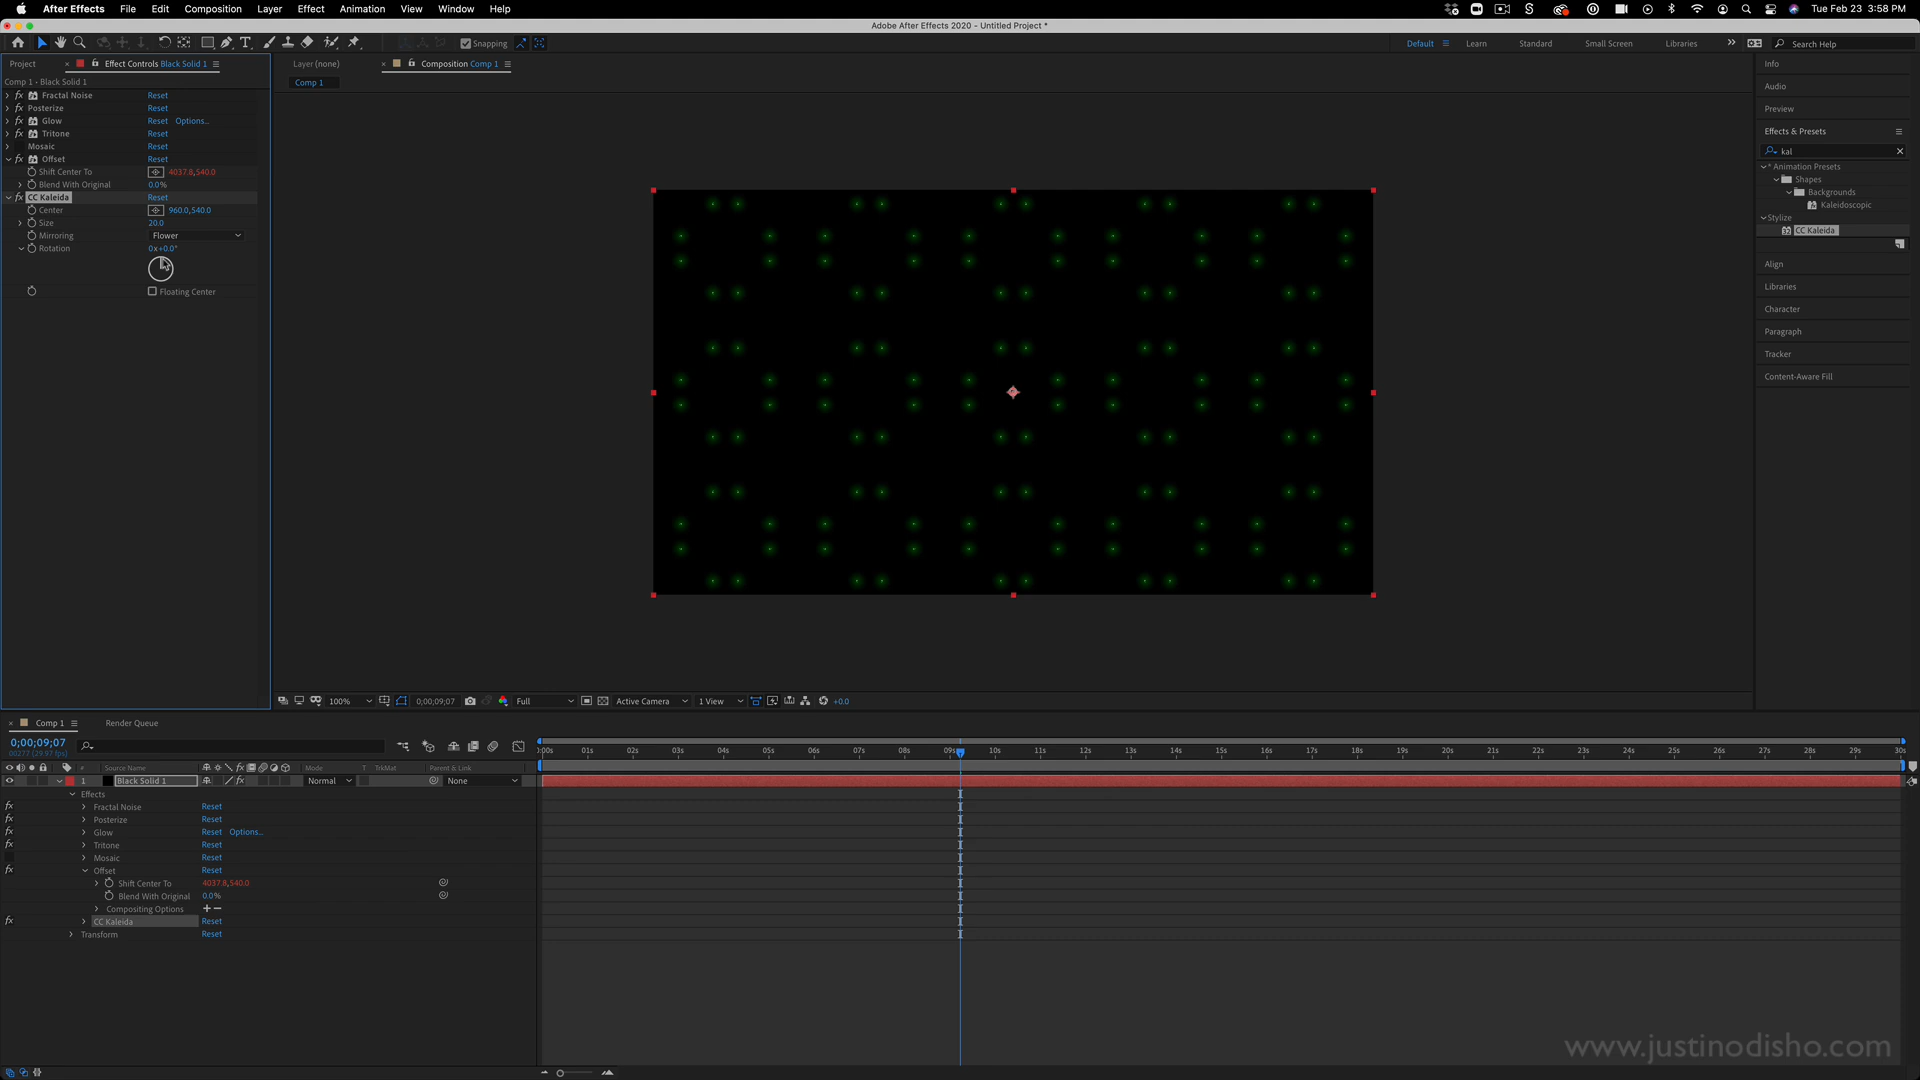 After Effects File Edit Composition Layer Effect Animation View Window Help Tue Feb 23 3:58 PM
Adobe After Effects 2020 - Untitled Project *
Snapping Default Learn Standard Small Screen Libraries Search Help
Project Effect Controls Black Solid 1 Layer (none) Composition Comp 1 Info
Comp 1 • Black Solid 1 Comp 1
Fractal Noise Reset
Posterize Reset
Glow Reset Options...
Tritone Reset
Mosaic Reset
Offset Reset
Shift Center To 4037.8,540.0
Blend With Original 0.0%
CC Kaleida Reset
Center 960.0,540.0
Size 20.0
Mirroring Flower
Rotation 0x+0.0°
Floating Center
Audio
Preview
Effects & Presets
kal
* Animation Presets
Shapes
Backgrounds
Kaleidoscopic
Stylize
CC Kaleida
Align
Libraries
Character
Paragraph
Tracker
Content-Aware Fill
100% 0;00;09;07 Full Active Camera 1 View +0.0
Comp 1 Render Queue
0;00;09;07
00277 (29.97 fps)
:00s 01s 02s 03s 04s 05s 06s 07s 08s 09s 10s 11s 12s 13s 14s 15s 16s 17s 18s 19s 20s 21s 22s 23s 24s 25s 26s 27s 28s 29s 30s
# Source Name Mode T TrkMat Parent & Link
1 Black Solid 1 Normal None
Effects
Fractal Noise Reset
Posterize Reset
Glow Reset Options...
Tritone Reset
Mosaic Reset
Offset Reset
Shift Center To 4037.8,540.0
Blend With Original 0.0%
Compositing Options
CC Kaleida Reset
Transform Reset
www.justinodisho.com